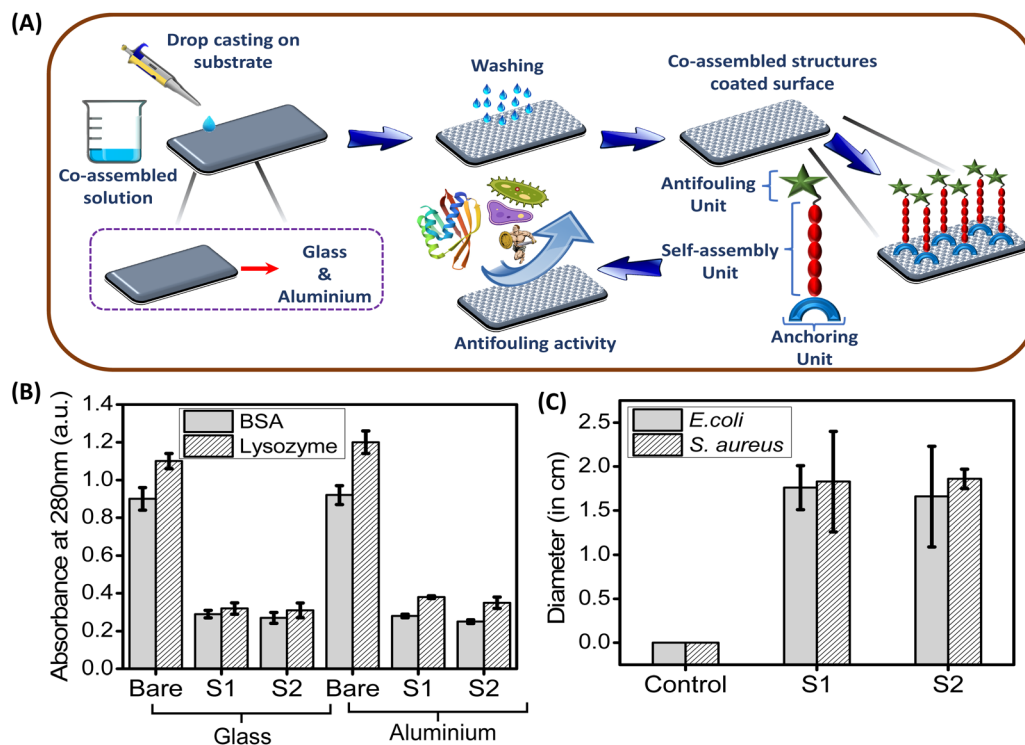 (A)
Drop casting on
substrate
Washing
Co-assembled structures
coated surface
Co-assembled
solution
Antifouling
Unit
Self-assembly
Unit
Glass
&
Aluminium
Antifouling activity
Anchoring
Unit
(B)
Absorbance at 280nm (a.u.)
1.4
1.2
1.0
0.8
0.6
0.4
0.2
0.0
BSA
Lysozyme
Bare S1 S2 Bare S1 S2
Glass Aluminium
(C)
Diameter (in cm)
2.5
2.0
1.5
1.0
0.5
0.0
E.coli
S. aureus
Control S1 S2